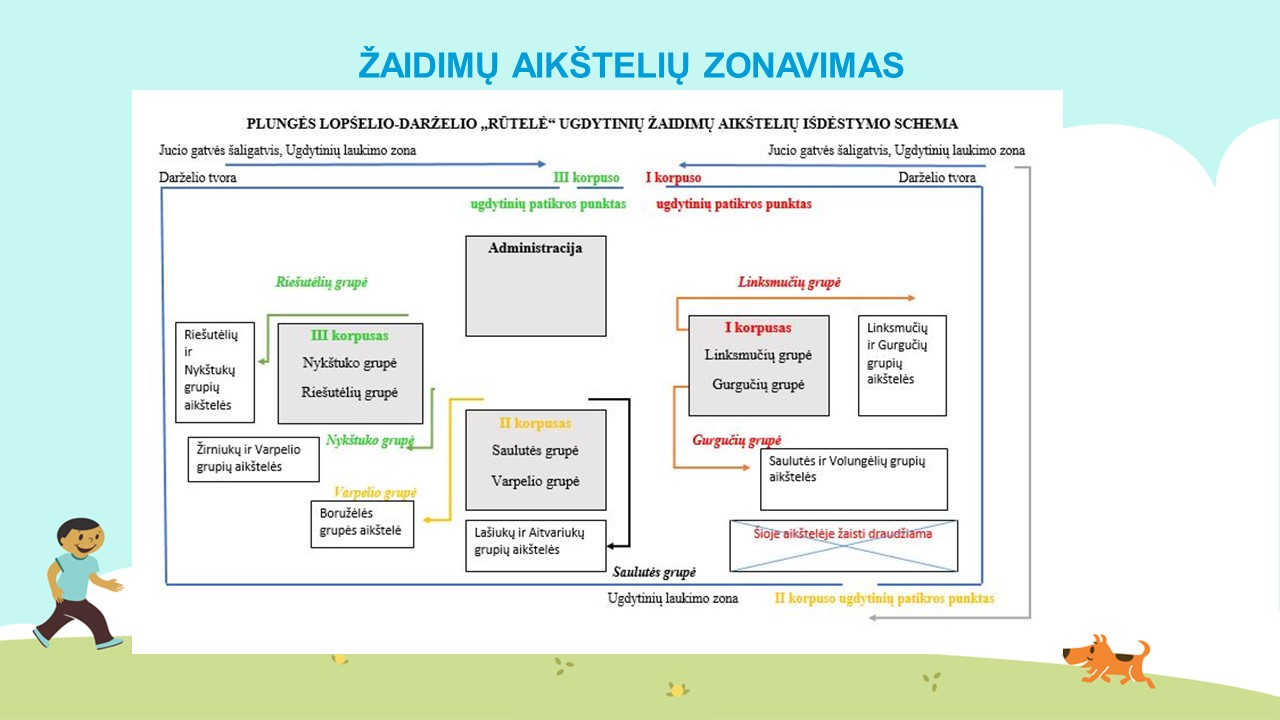 ŽAIDIMŲ AIKŠTELIŲ ZONAVIMAS
PLUNGĖS LOPŠELIO-DARŽELIO „RŪTELĖ“ UGDYTINIŲ ŽAIDIMŲ AIKŠTELIŲ IŠDĖSTYMO SCHEMA
Jucio gatvės šaligatvis, Ugdytinių laukimo zona
Jucio gatvės šaligatvis, Ugdytinių laukimo zona
Darželio tvora
III korpuso
I korpuso
Darželio tvora
ugdytinių patikros punktas
ugdytinių patikros punktas
Administracija
Riešutėlių grupė
Linksmučių grupė
Riešutėlių
ir
Nykštukų
grupių
aikštelės
III korpusas
Nykštuko grupė
Riešutėlių grupė
I korpusas
Linksmučių grupė
Gurgučių grupė
Linksmučių
ir Gurgučių
grupių
aikštelės
II korpusas
Saulutės grupė
Varpelio grupė
Nykštuko grupė
Gurgučių grupė
Žirniukų ir Varpelio
grupių aikštelės
Saulutės ir Volungėlių grupių
aikštelės
Varpelio grupė
Boružėlės
grupės aikštelė
Lašiukų ir Aitvariukų
grupių aikštelės
Šioje aikštelėje žaisti draudžiama
Saulutės grupė
Ugdytinių laukimo zona
II korpuso ugdytinių patikros punktas